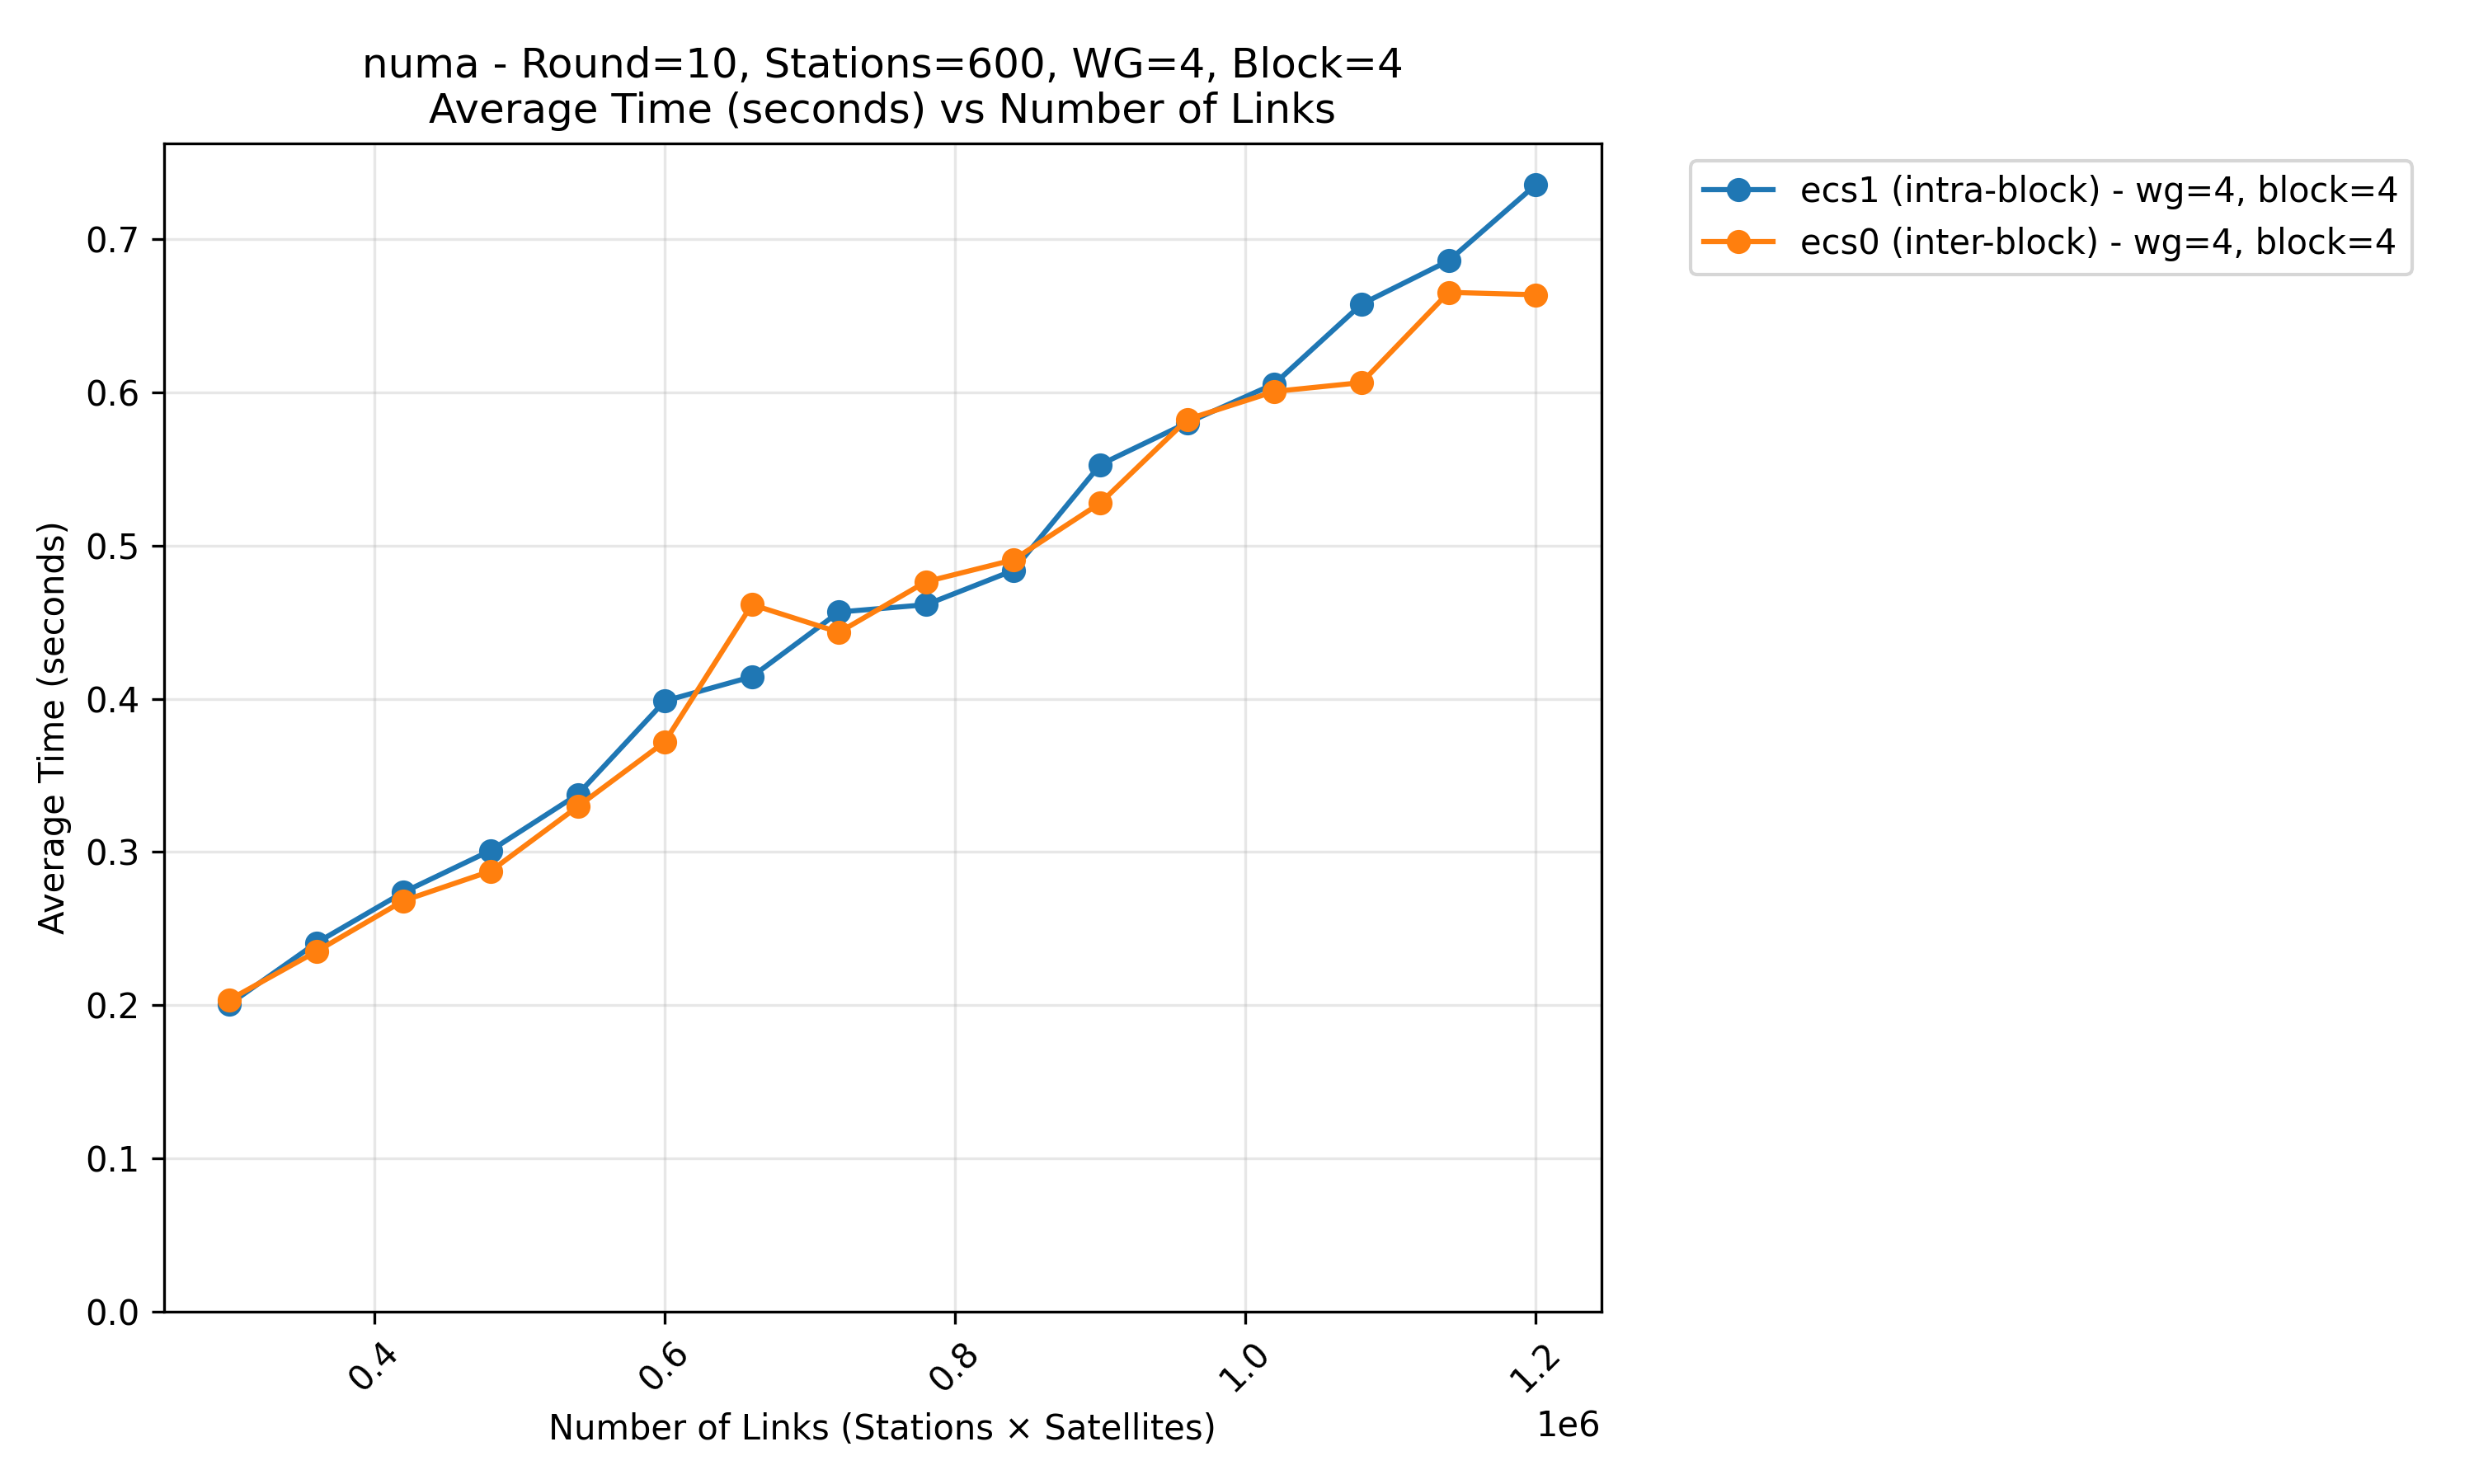 numa - Round=10, Stations=600, WG=4, Block=4
Average Time (seconds) vs Number of Links
ecs1 (intra-block) - wg=4, block=4
ecs0 (inter-block) - wg=4, block=4
Average Time (seconds)
0.7
0.6
0.5
0.4
0.3
0.2
0.1
0.0
0.4
0.6
0.8
1.0
1.2
1e6
Number of Links (Stations × Satellites)